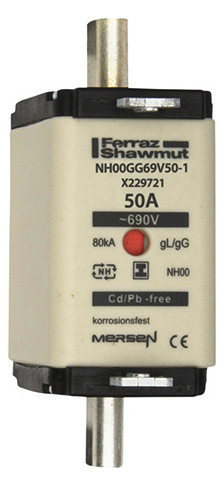 Ferraz
Shawmut
NH00GG69V50-1
X229721
50A
~690V
80kA gL/gG
NH NH00
Cd/Pb-free
korrosionsfest
MERSEN CE